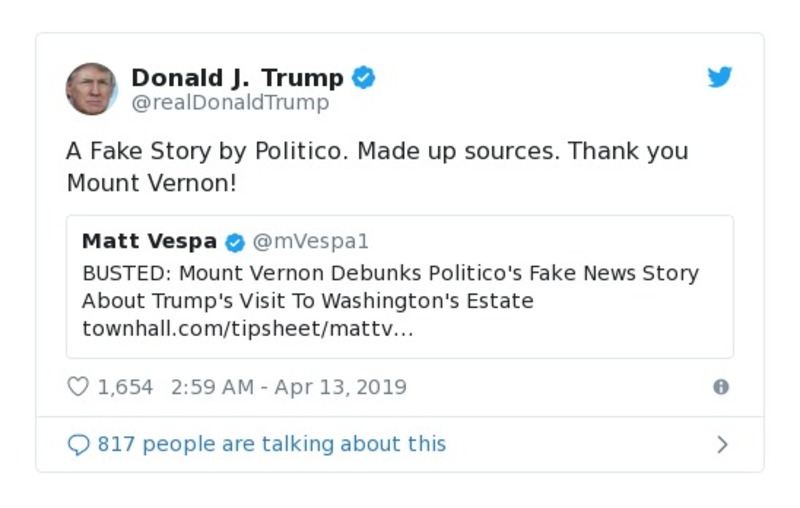 Donald J. Trump
@realDonaldTrump
A Fake Story by Politico. Made up sources. Thank you
Mount Vernon!
Matt Vespa @mVespa1
BUSTED: Mount Vernon Debunks Politico's Fake News Story
About Trump's Visit To Washington's Estate
townhall.com/tipsheet/mattv…
1,654 2:59 AM - Apr 13, 2019
817 people are talking about this